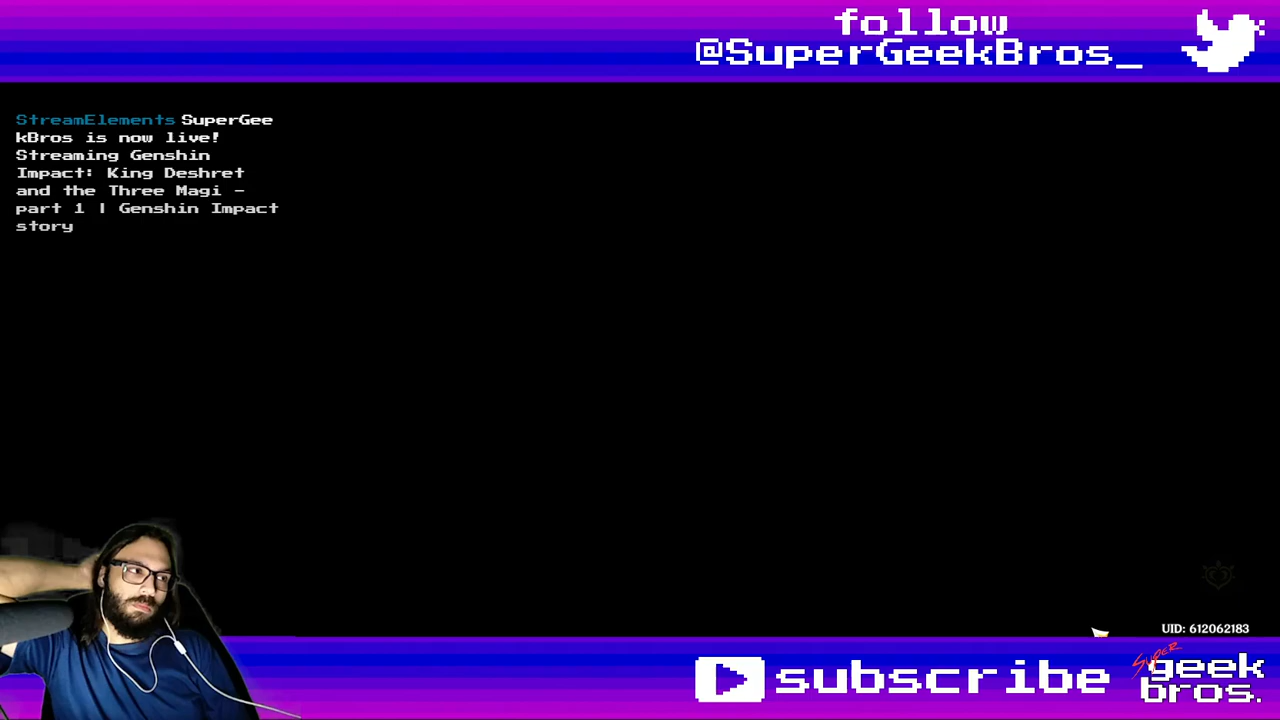 follow
@SuperGeekBros_
StreamElements SuperGee
kBros is now live!
Streaming Genshin
Impact: King Deshret
and the Three Magi -
part 1 | Genshin Impact
story
UID: 612062183
subscribe
SUPER
geek
bros.